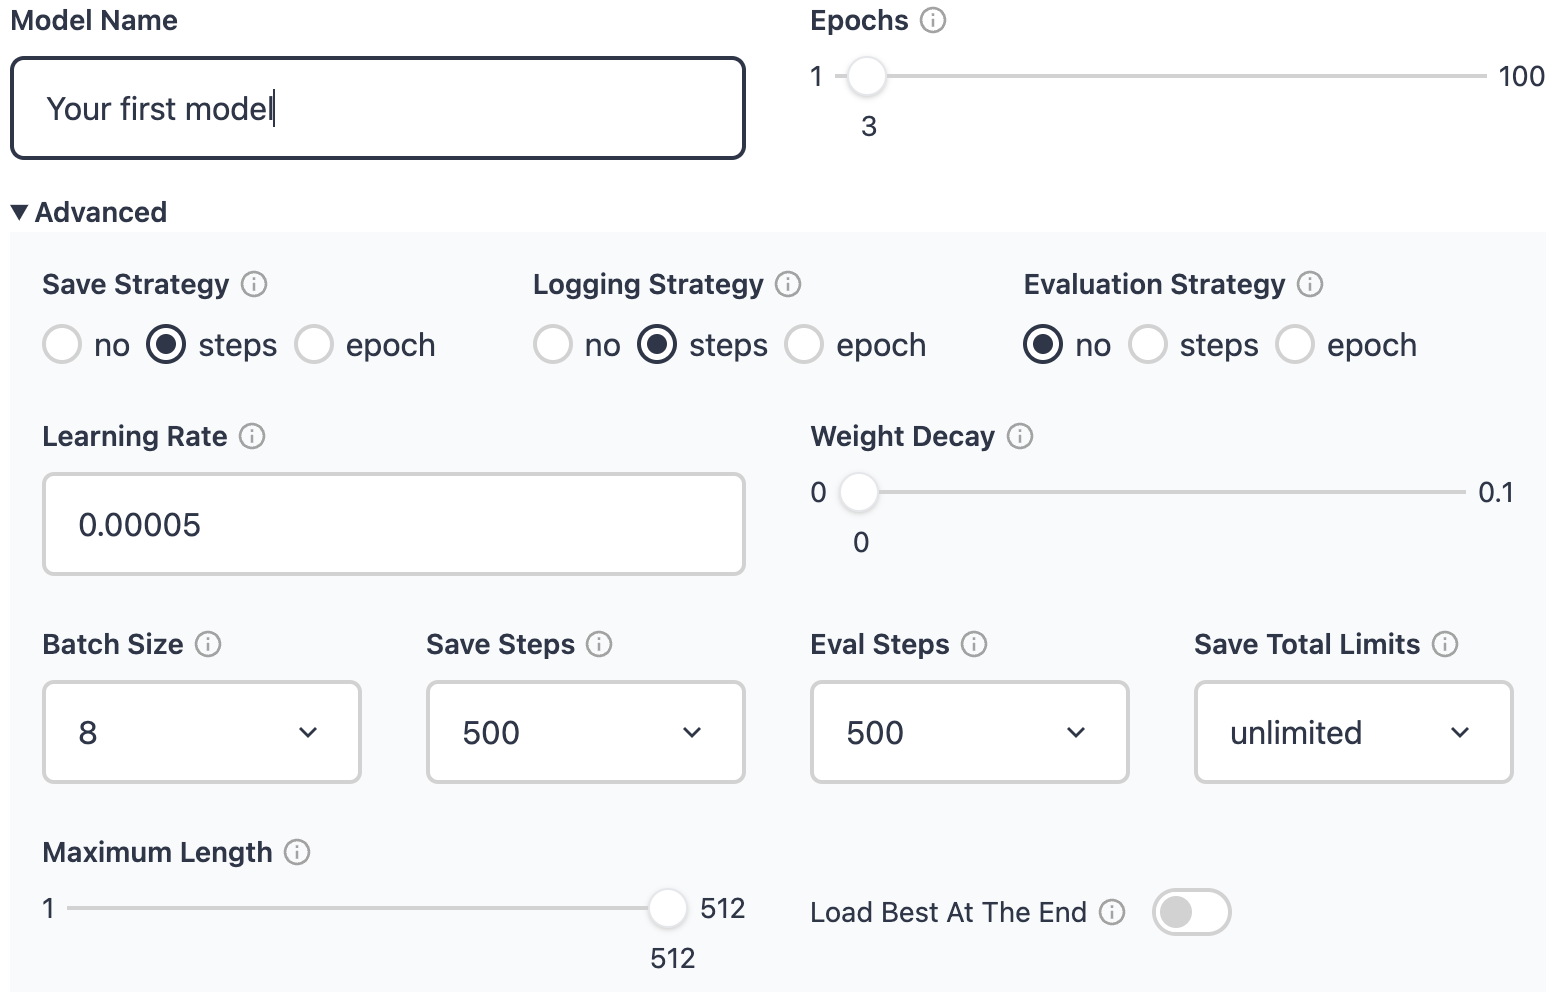 Model Name
Epochs
Your first model
1 100
3
Advanced
Save Strategy
no steps epoch
Logging Strategy
no steps epoch
Evaluation Strategy
no steps epoch
Learning Rate
0.00005
Weight Decay
0 0.1
0
Batch Size
8
Save Steps
500
Eval Steps
500
Save Total Limits
unlimited
Maximum Length
1 512
512
Load Best At The End